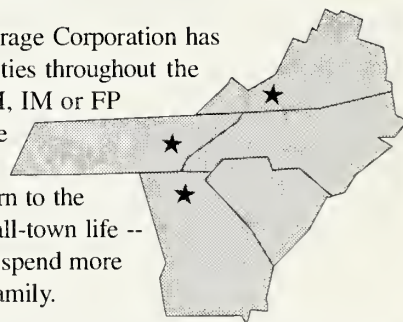 rage Corporation has
ties throughout the
, IM or FP
e
rn to the
all-town life --
spend more
amily.